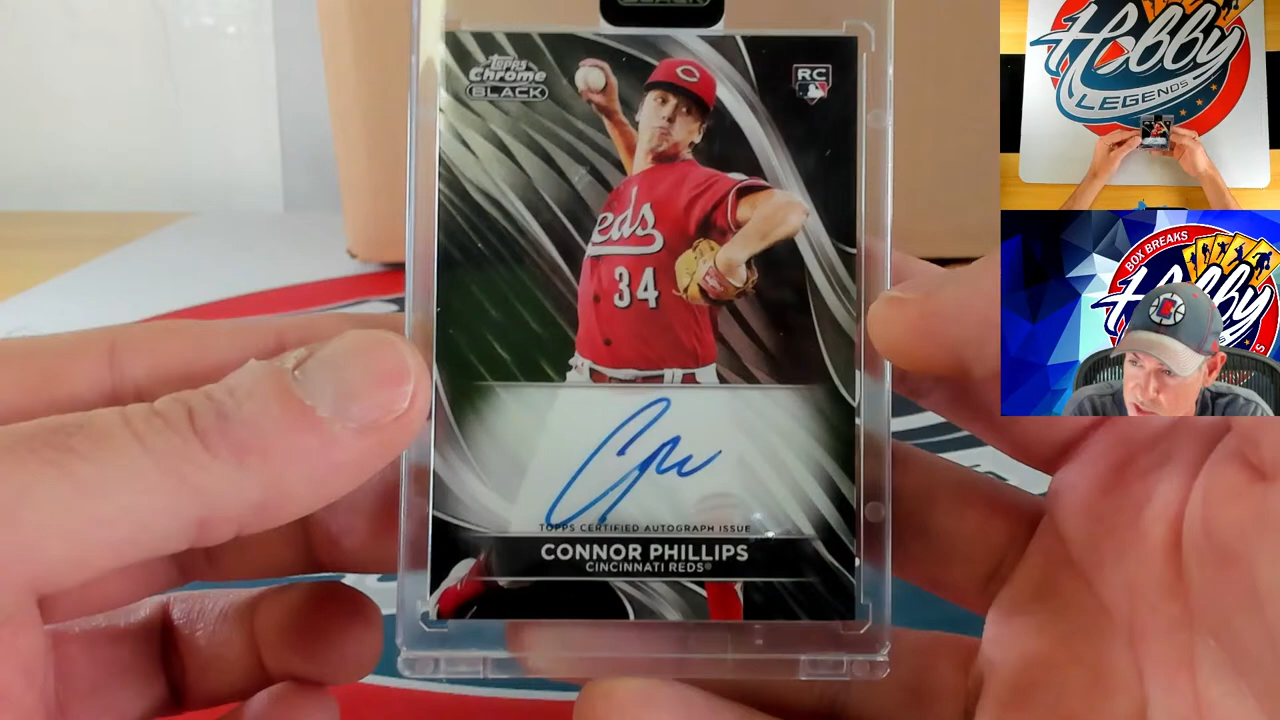 BLACK
Topps
Chrome
BLACK
RC
C
Reds
34
TOPPS CERTIFIED AUTOGRAPH ISSUE
CONNOR PHILLIPS
CINCINNATI REDS®
Hobby
LEGENDS
BOX BREAKS
Hobby